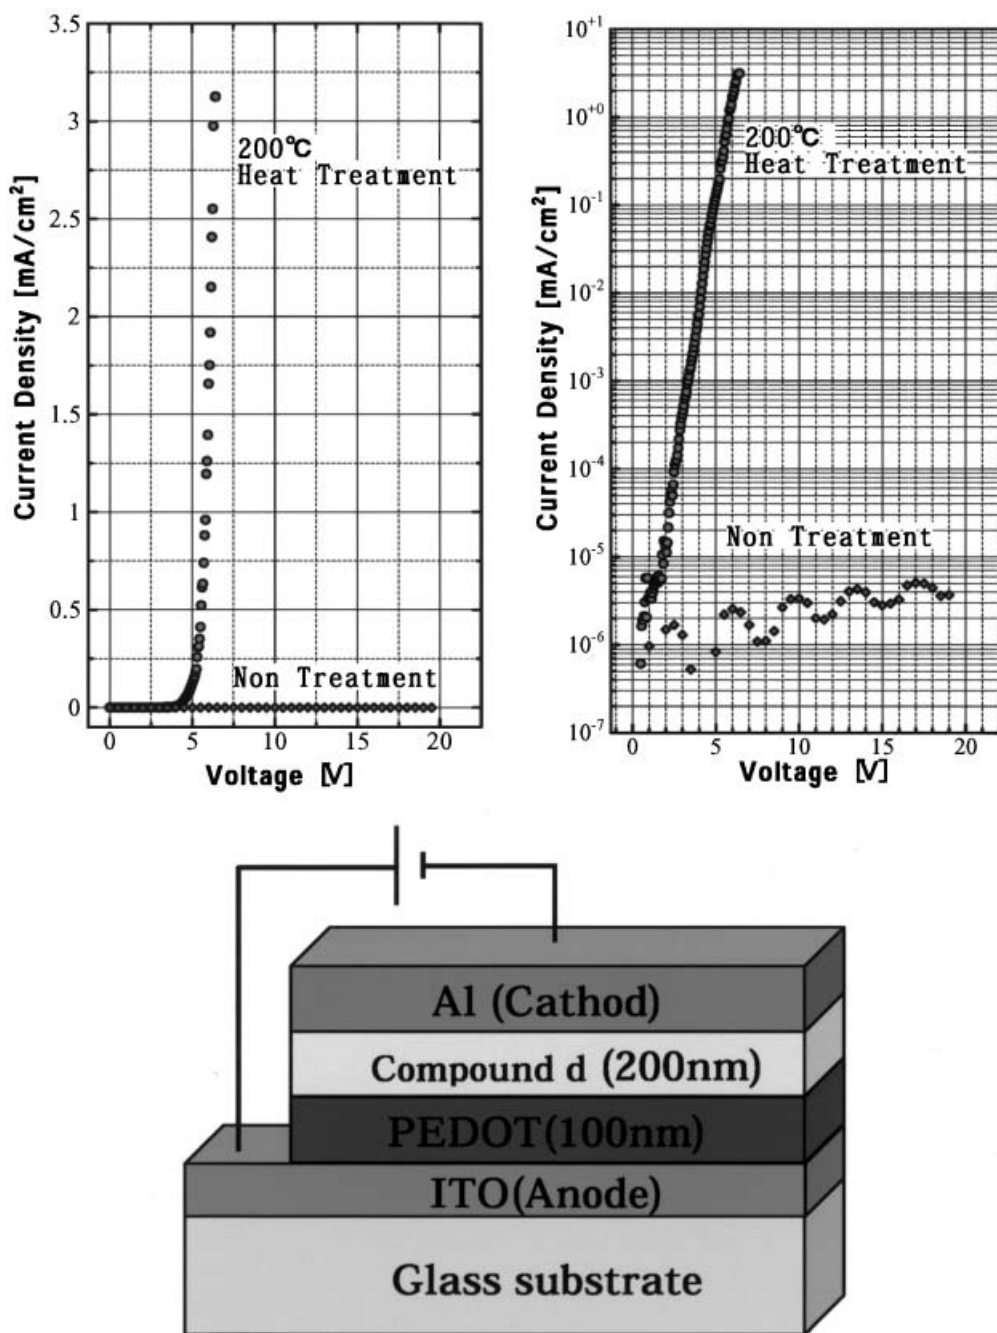 3.5
3
2.5
2
1.5
1
0.5
0
Current Density [mA/cm²]
200℃
Heat Treatment
Non Treatment
0 5 10 15 20
Voltage [V]
10⁺¹
10⁺⁰
10⁻¹
10⁻²
10⁻³
10⁻⁴
10⁻⁵
10⁻⁶
10⁻⁷
Current Density [mA/cm²]
200℃
Heat Treatment
Non Treatment
0 5 10 15 20
Voltage [V]
Al (Cathod)
Compound d (200nm)
PEDOT(100nm)
ITO(Anode)
Glass substrate